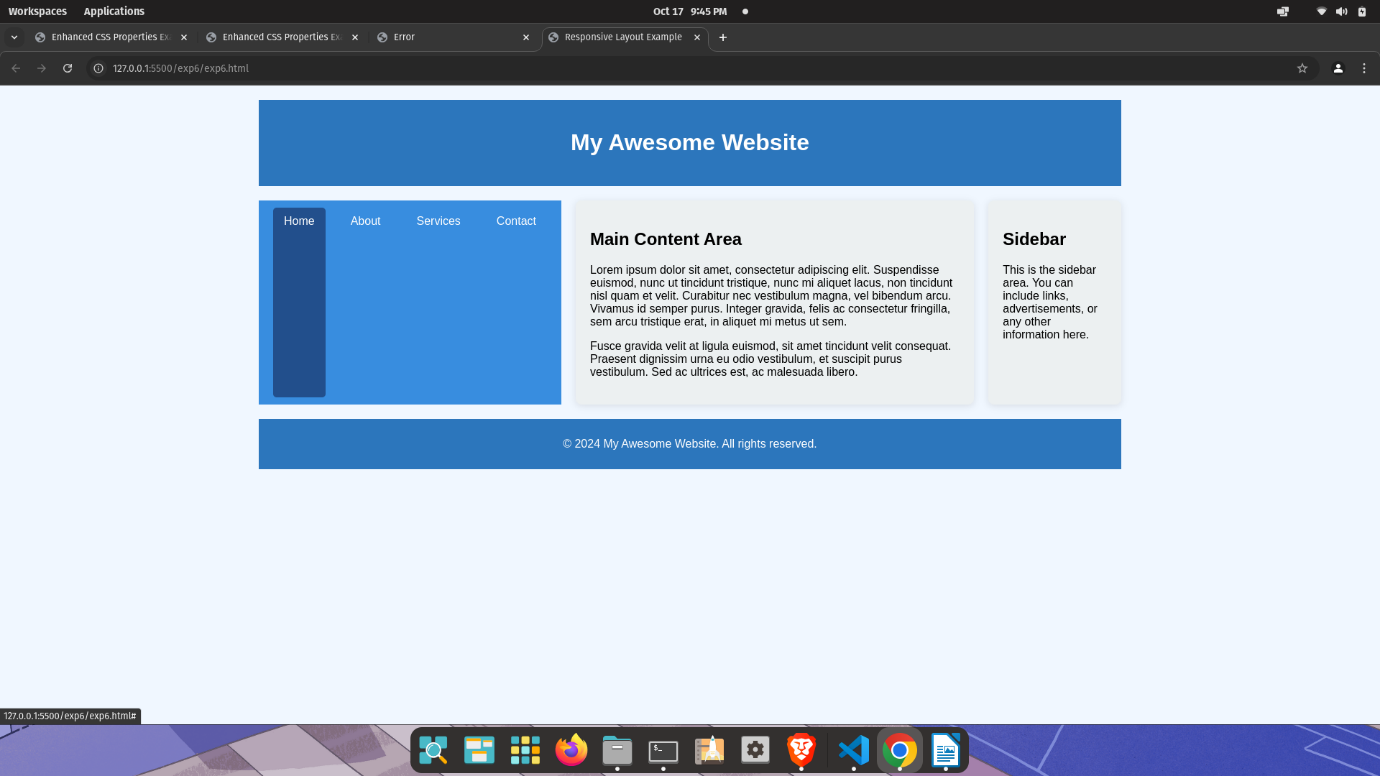 Workspaces Applications Oct 17 9:45 PM
Enhanced CSS Properties Ex Enhanced CSS Properties Ex Error Responsive Layout Example
127.0.0.1:5500/exp6/exp6.html
My Awesome Website
Home About Services Contact
Main Content Area
Lorem ipsum dolor sit amet, consectetur adipiscing elit. Suspendisse
euismod, nunc ut tincidunt tristique, nunc mi aliquet lacus, non tincidunt
nisl quam et velit. Curabitur nec vestibulum magna, vel bibendum arcu.
Vivamus id semper purus. Integer gravida, felis ac consectetur fringilla,
sem arcu tristique erat, in aliquet mi metus ut sem.
Fusce gravida velit at ligula euismod, sit amet tincidunt velit consequat.
Praesent dignissim urna eu odio vestibulum, et suscipit purus
vestibulum. Sed ac ultrices est, ac malesuada libero.
Sidebar
This is the sidebar
area. You can
include links,
advertisements, or
any other
information here.
© 2024 My Awesome Website. All rights reserved.
127.0.0.1:5500/exp6/exp6.html#
$_